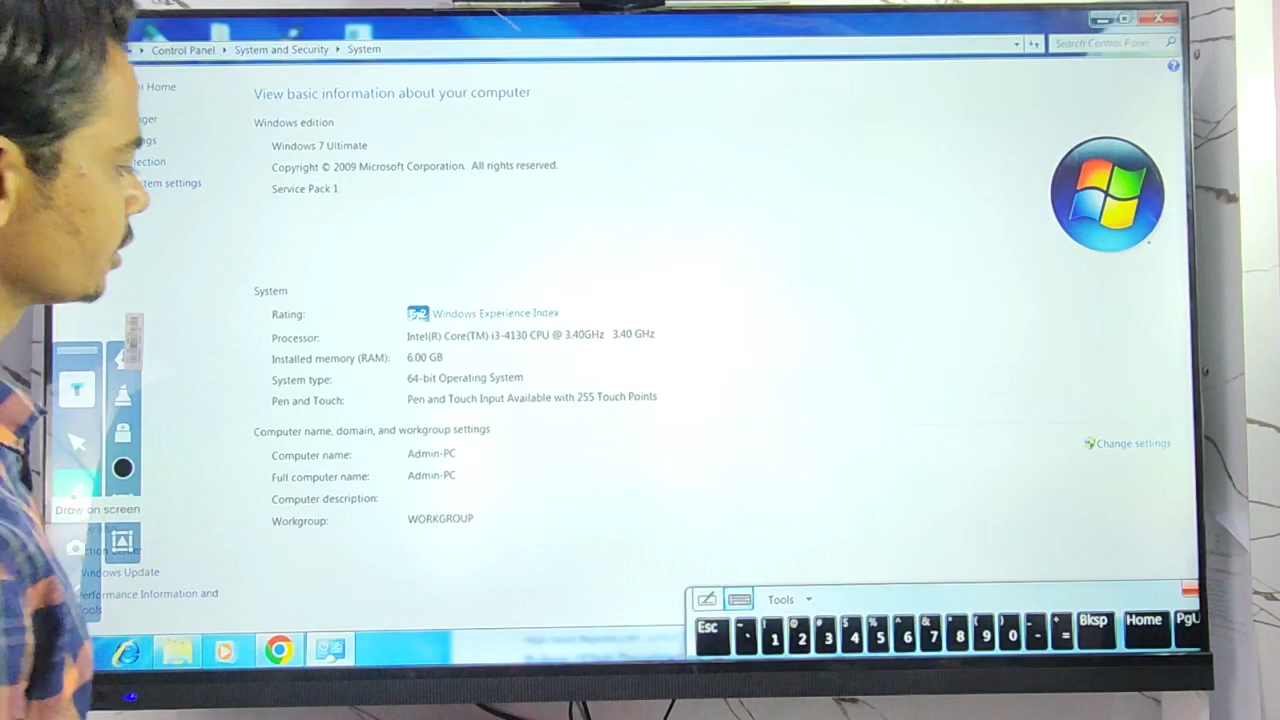 Control Panel ▸ System and Security ▸ System
Search Control Panel
Home
View basic information about your computer
Windows edition
Windows 7 Ultimate
Copyright © 2009 Microsoft Corporation. All rights reserved.
Service Pack 1
tem settings
System
Rating:
5.2 Windows Experience Index
Processor:
Intel(R) Core(TM) i3-4130 CPU @ 3.40GHz 3.40 GHz
Installed memory (RAM):
6.00 GB
System type:
64-bit Operating System
Pen and Touch:
Pen and Touch Input Available with 255 Touch Points
Computer name, domain, and workgroup settings
Change settings
Computer name:
Admin-PC
Full computer name:
Admin-PC
Computer description:
Workgroup:
WORKGROUP
Draw on screen
Windows Update
Performance Information and
Tools
Tools
Esc ~ ` ! 1 @ 2 # 3 $ 4 % 5 ^ 6 & 7 * 8 ( 9 ) 0 _ - + = Bksp Home PgU